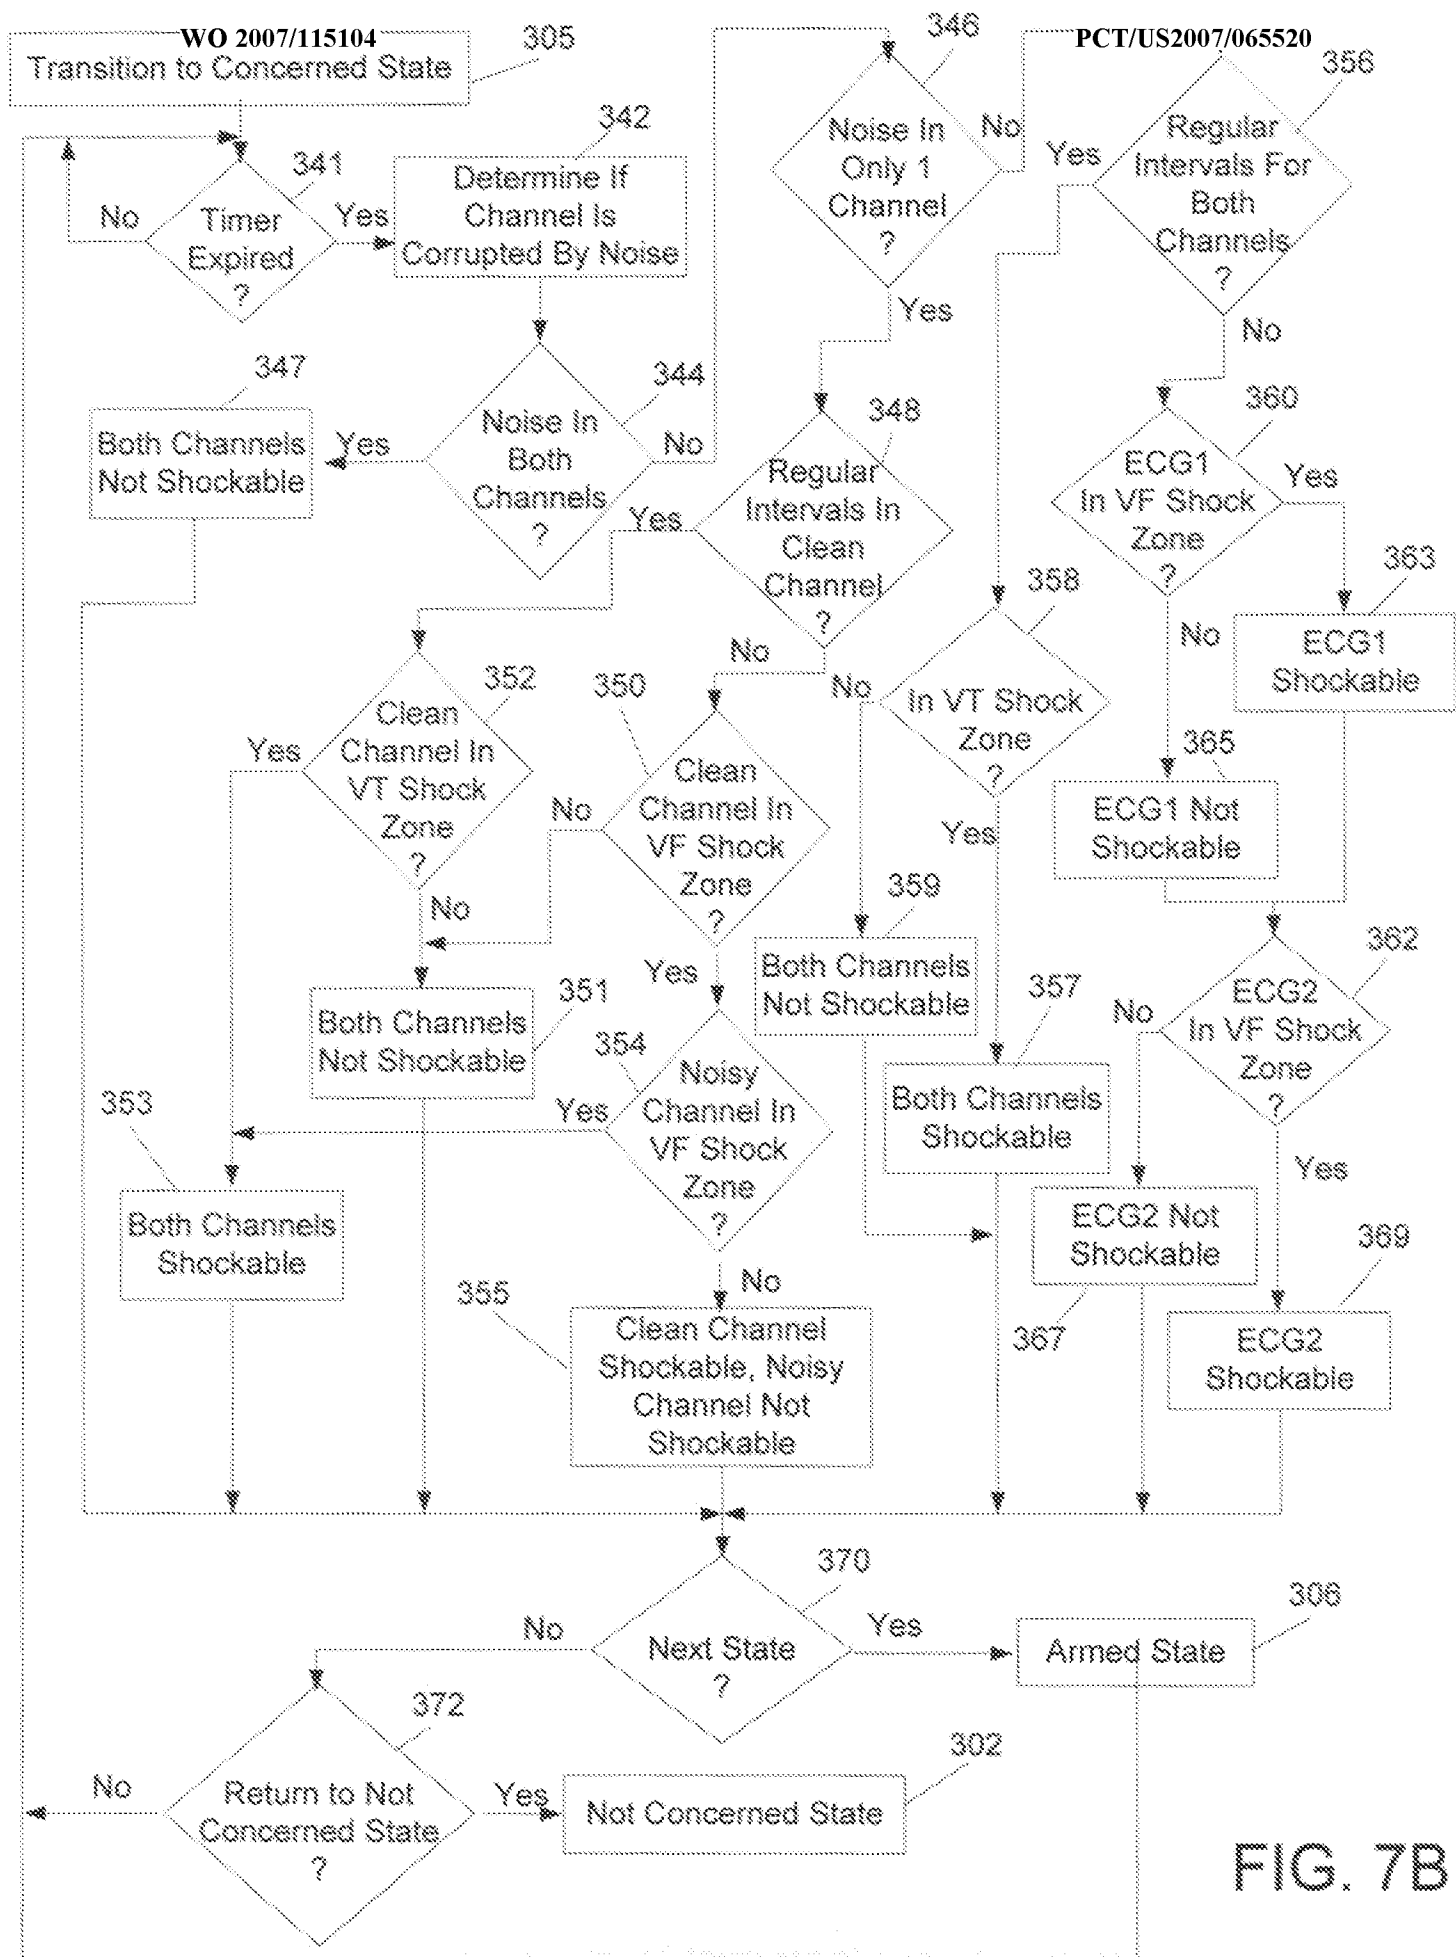 WO 2007/115104
PCT/US2007/065520
305
Transition to Concerned State
346
356
342
Noise In
Only 1
Channel
?
No
Regular
Intervals For
Both
Channels
?
Yes
341
Timer
Expired
?
No
Yes
Determine If
Channel Is
Corrupted By Noise
Yes
No
347
Both Channels
Not Shockable
Yes
344
Noise In
Both
Channels
?
No
348
Regular
Intervals In
Clean
Channel
?
Yes
No
360
ECG1
In VF Shock
Zone
?
Yes
No
363
ECG1
Shockable
358
In VT Shock
Zone
?
No
Yes
352
Clean
Channel In
VT Shock
Zone
?
Yes
No
350
Clean
Channel In
VF Shock
Zone
?
No
Yes
365
ECG1 Not
Shockable
359
Both Channels
Not Shockable
362
ECG2
In VF Shock
Zone
?
No
Yes
351
Both Channels
Not Shockable
357
Both Channels
Shockable
354
Noisy
Channel In
VF Shock
Zone
?
Yes
No
353
Both Channels
Shockable
ECG2 Not
Shockable
367
369
ECG2
Shockable
355
Clean Channel
Shockable, Noisy
Channel Not
Shockable
370
Next State
?
No
Yes
306
Armed State
372
Return to Not
Concerned State
?
No
Yes
302
Not Concerned State
FIG. 7B